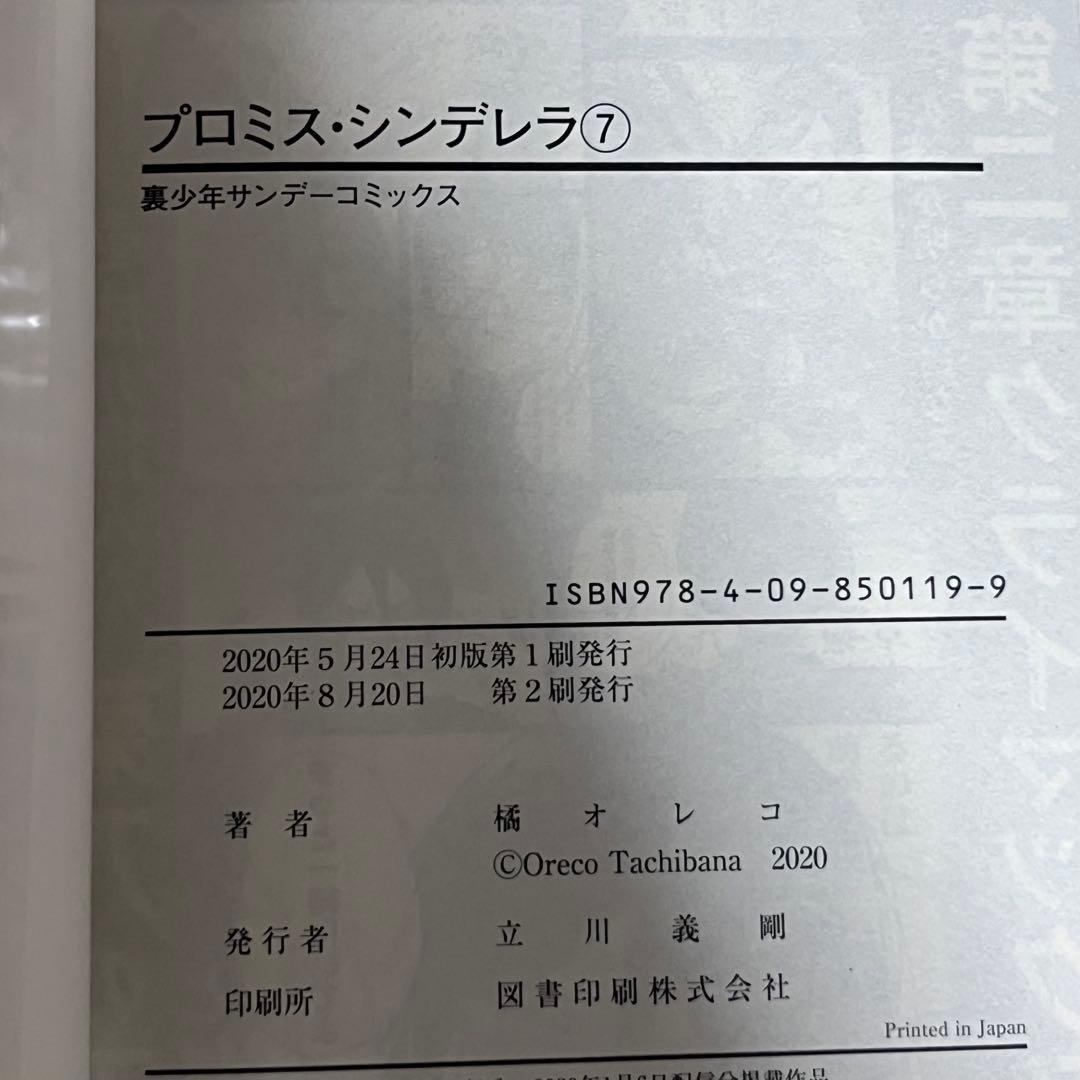 プロミス・シンデレラ⑦
裏少年サンデーコミックス
ISBN978-4-09-850119-9
2020年5月24日初版第1刷発行
2020年8月20日 第2刷発行
著者 橘オレコ
©Oreco Tachibana 2020
発行者 立川義剛
印刷所 図書印刷株式会社
Printed in Japan